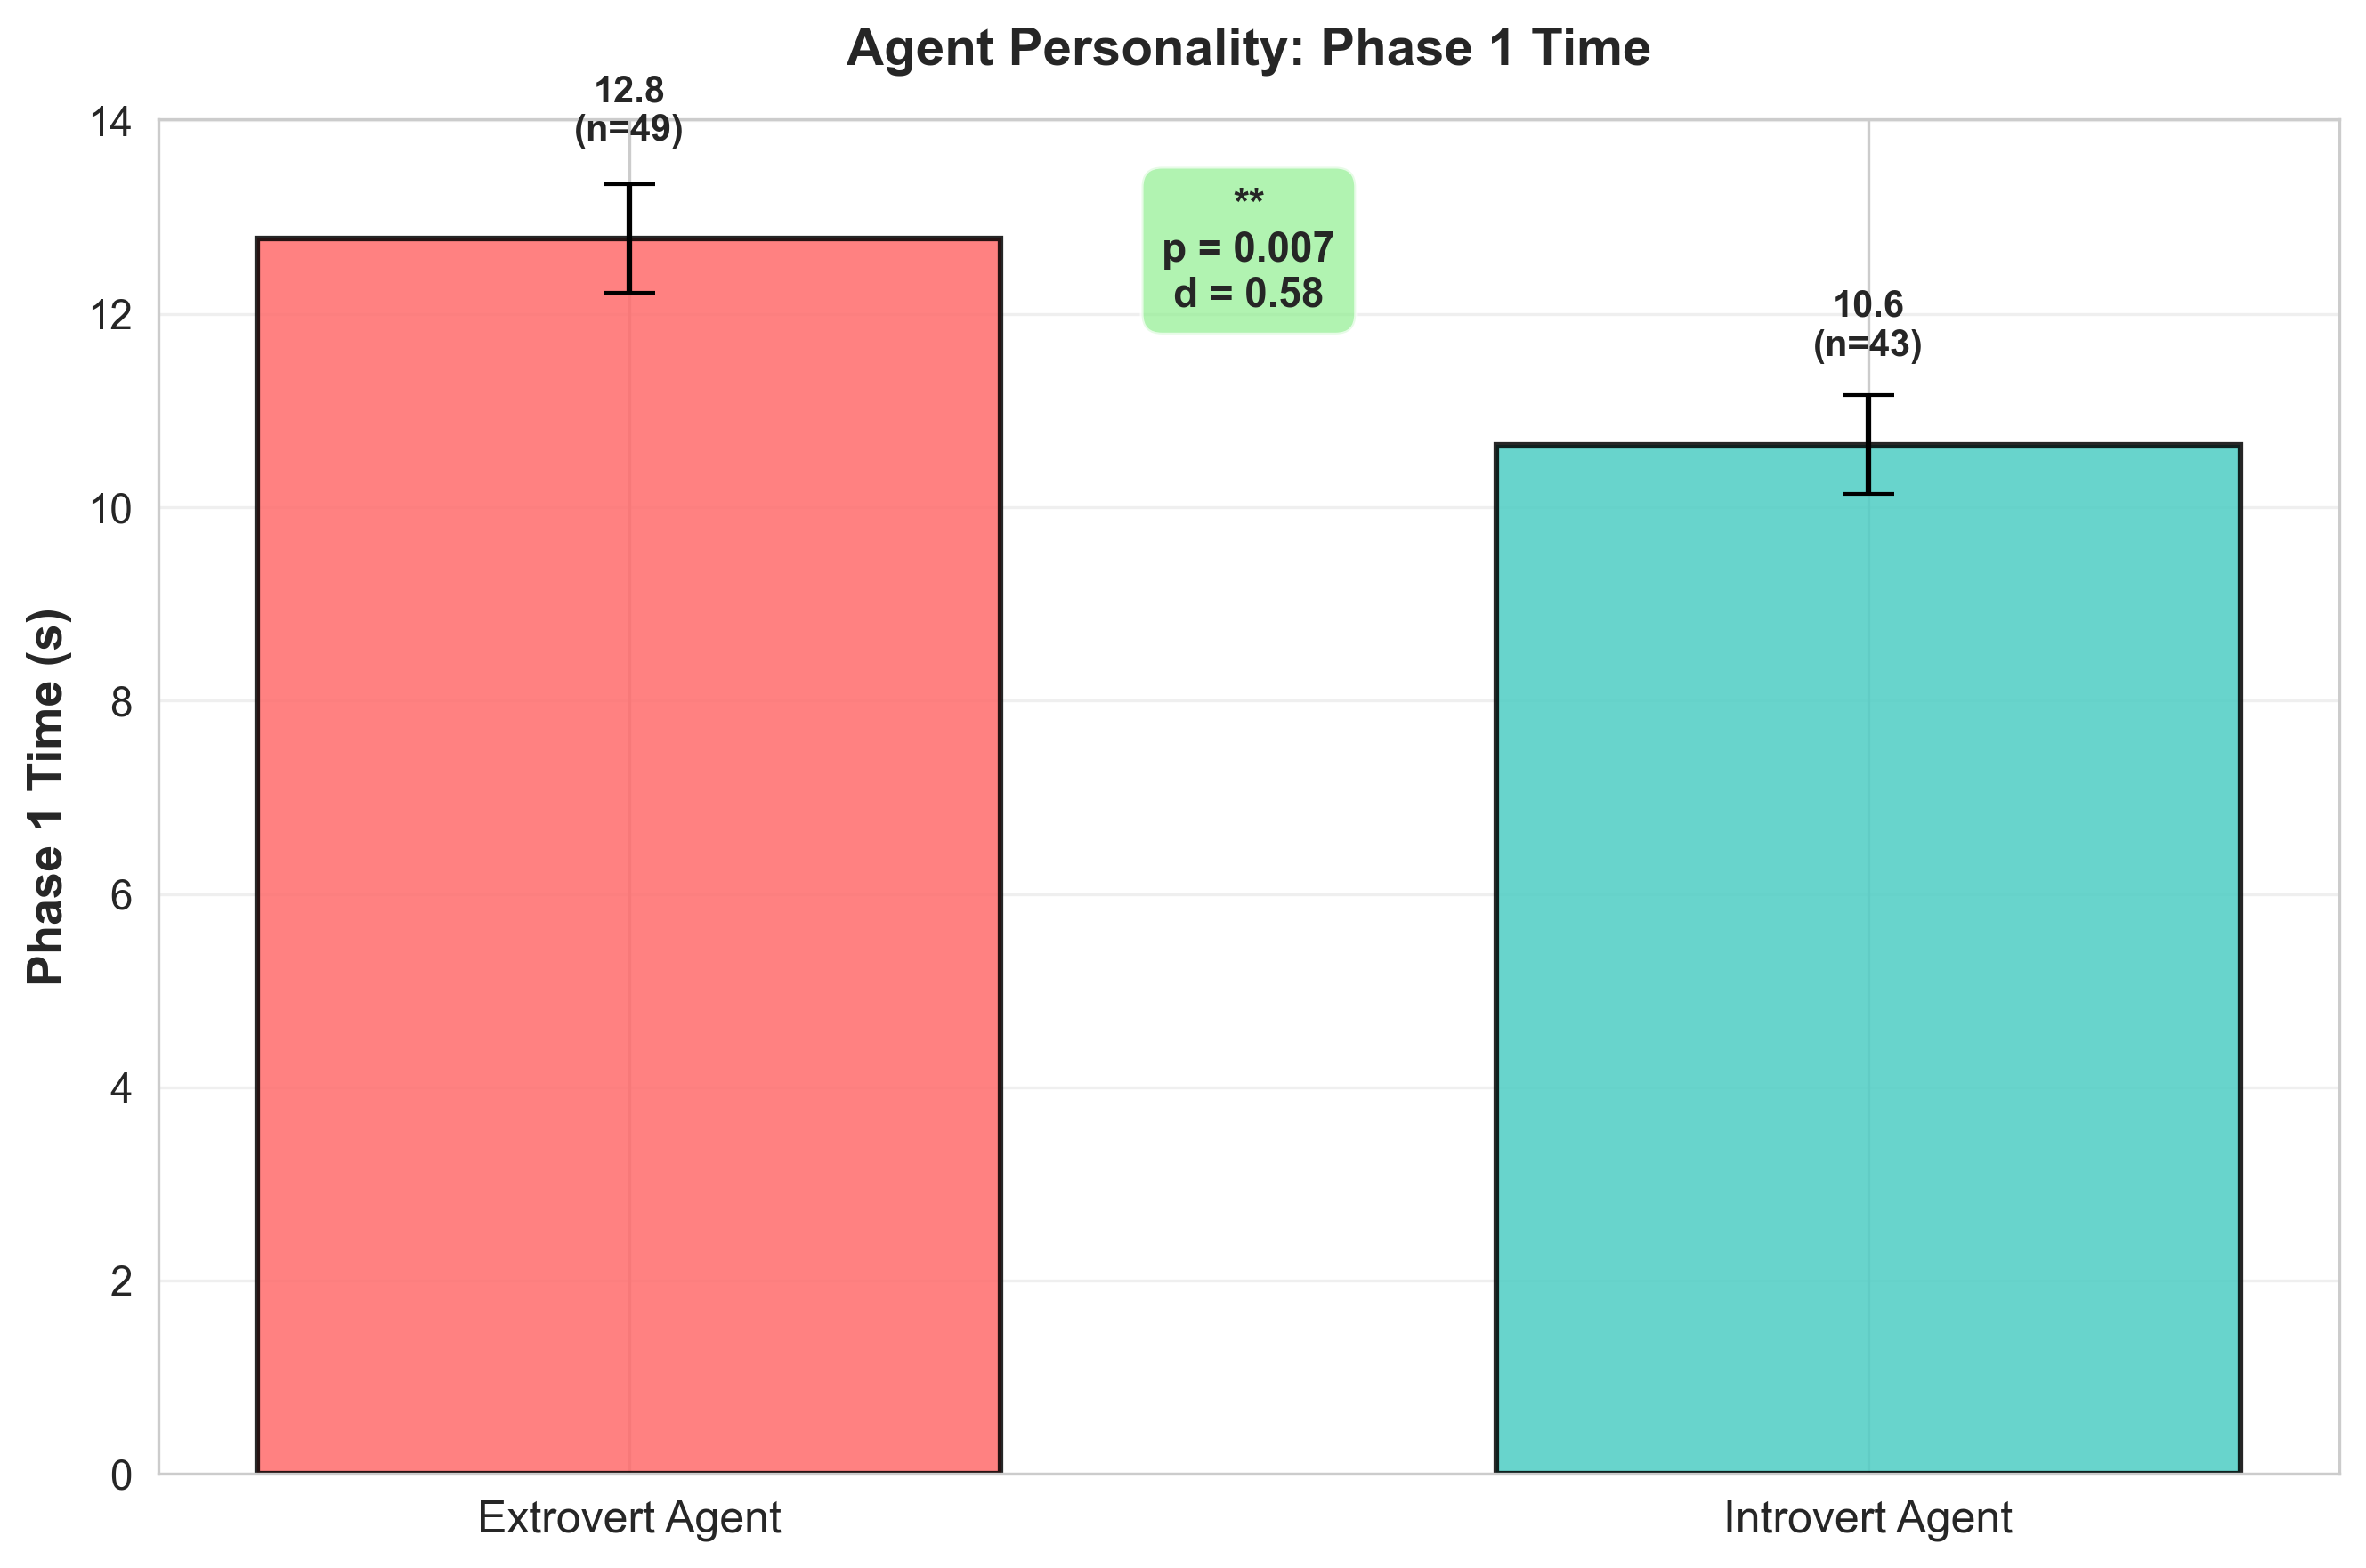 Agent Personality: Phase 1 Time
12.8
(n=49)
**
p = 0.007
d = 0.58
10.6
(n=43)
Phase 1 Time (s)
14
12
10
8
6
4
2
0
Extrovert Agent
Introvert Agent